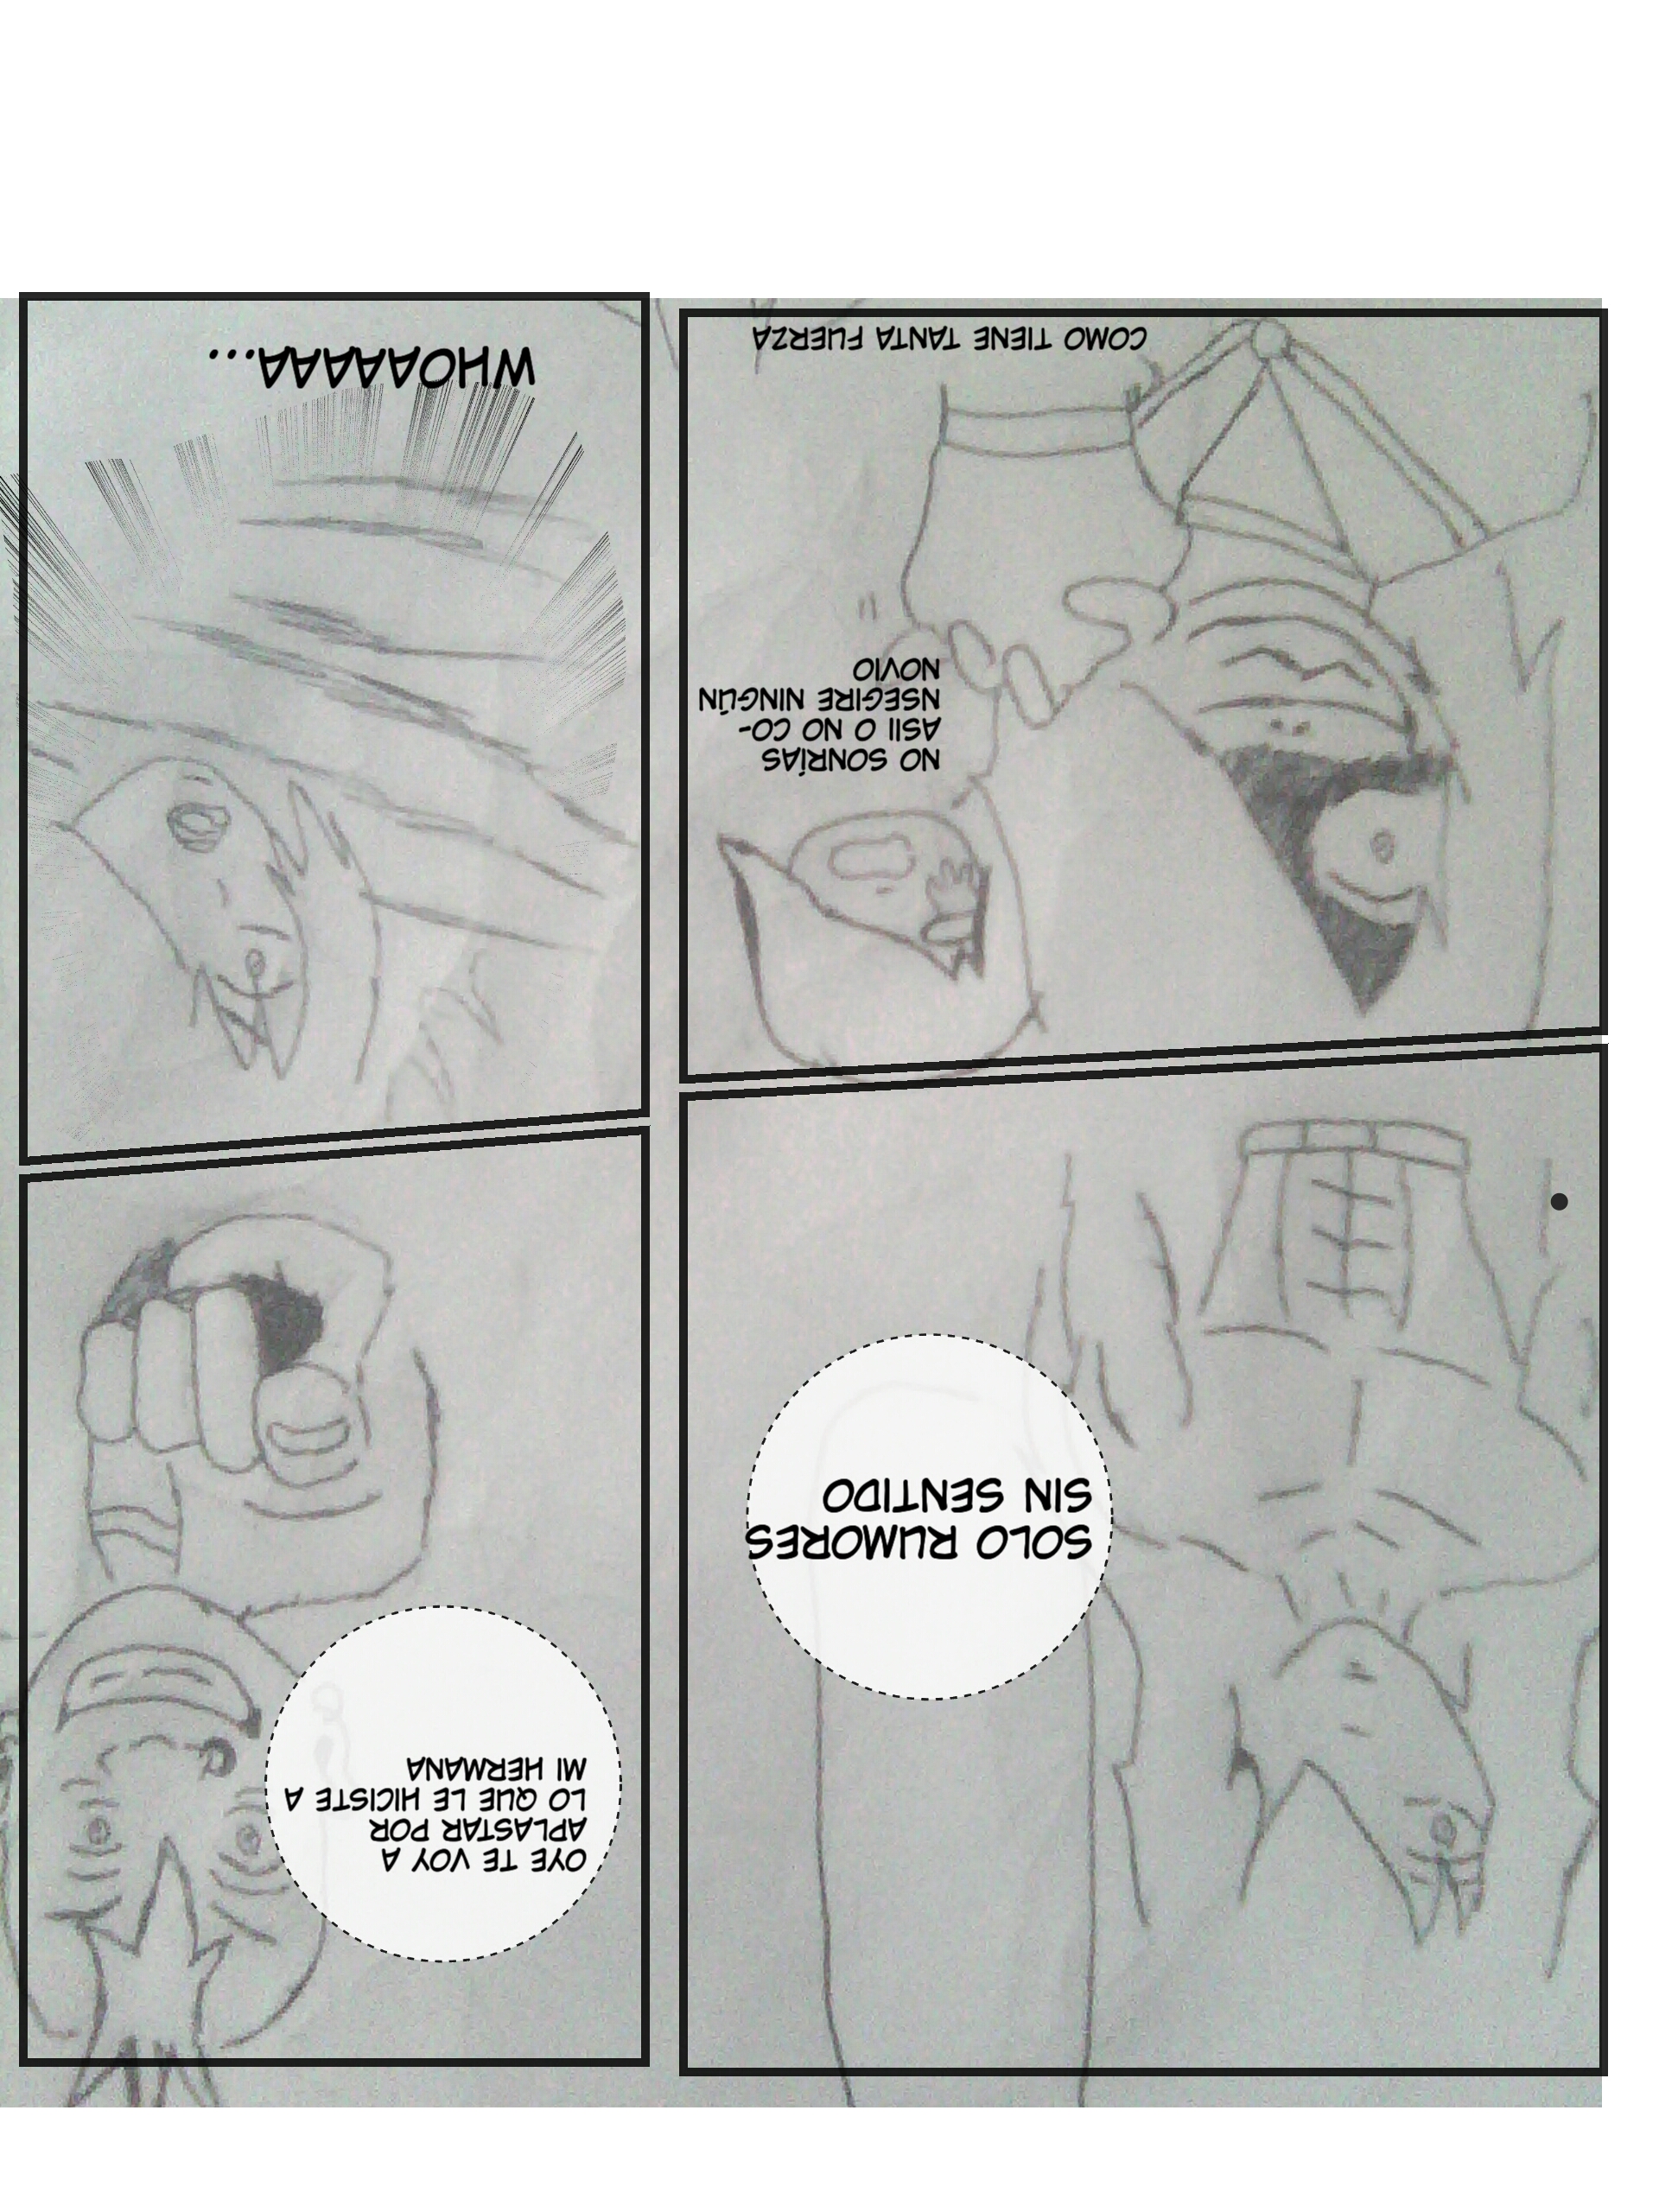 OYE TE VOY A
APLASTAR POR
LO QUE LE HICISTE A
MI HERMANA
SOLO RUMORES
SIN SENTIDO
WHOAAAAA...
NO SONRÍAS
ASII O NO CO-
NSEGIRE NINGÚN
NOVIO
COMO TIENE TANTA FUERZA